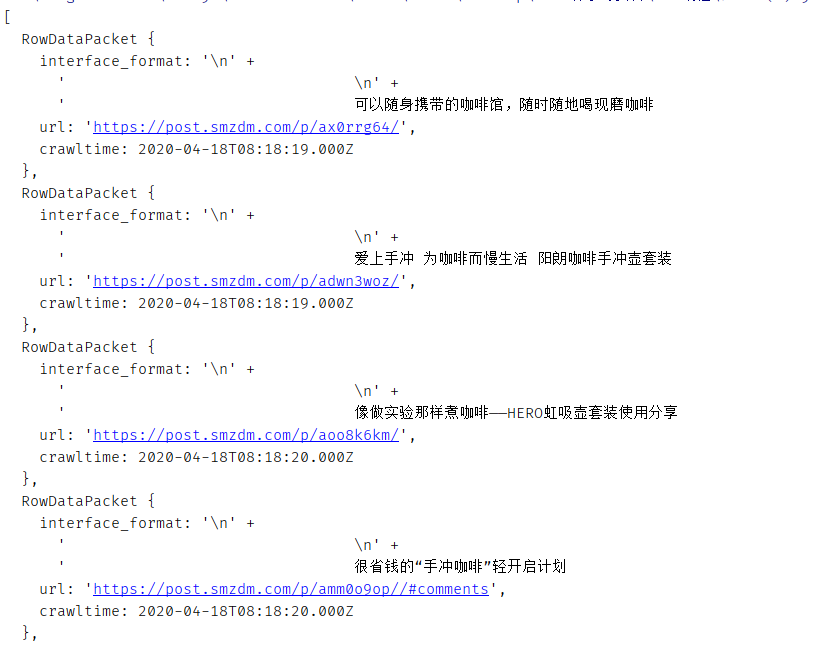 [
  RowDataPacket {
    interface_format: '\n' +
      '                                \n' +
      '                                可以随身携带的咖啡馆，随时随地喝现磨咖啡
    url: 'https://post.smzdm.com/p/ax0rrg64/',
    crawltime: 2020-04-18T08:18:19.000Z
  },
  RowDataPacket {
    interface_format: '\n' +
      '                                \n' +
      '                                爱上手冲 为咖啡而慢生活 阳朗咖啡手冲壶套装
    url: 'https://post.smzdm.com/p/adwn3woz/',
    crawltime: 2020-04-18T08:18:19.000Z
  },
  RowDataPacket {
    interface_format: '\n' +
      '                                \n' +
      '                                像做实验那样煮咖啡——HERO虹吸壶套装使用分享
    url: 'https://post.smzdm.com/p/aoo8k6km/',
    crawltime: 2020-04-18T08:18:20.000Z
  },
  RowDataPacket {
    interface_format: '\n' +
      '                                \n' +
      '                                很省钱的“手冲咖啡”轻开启计划
    url: 'https://post.smzdm.com/p/amm0o9op//#comments',
    crawltime: 2020-04-18T08:18:20.000Z
  },